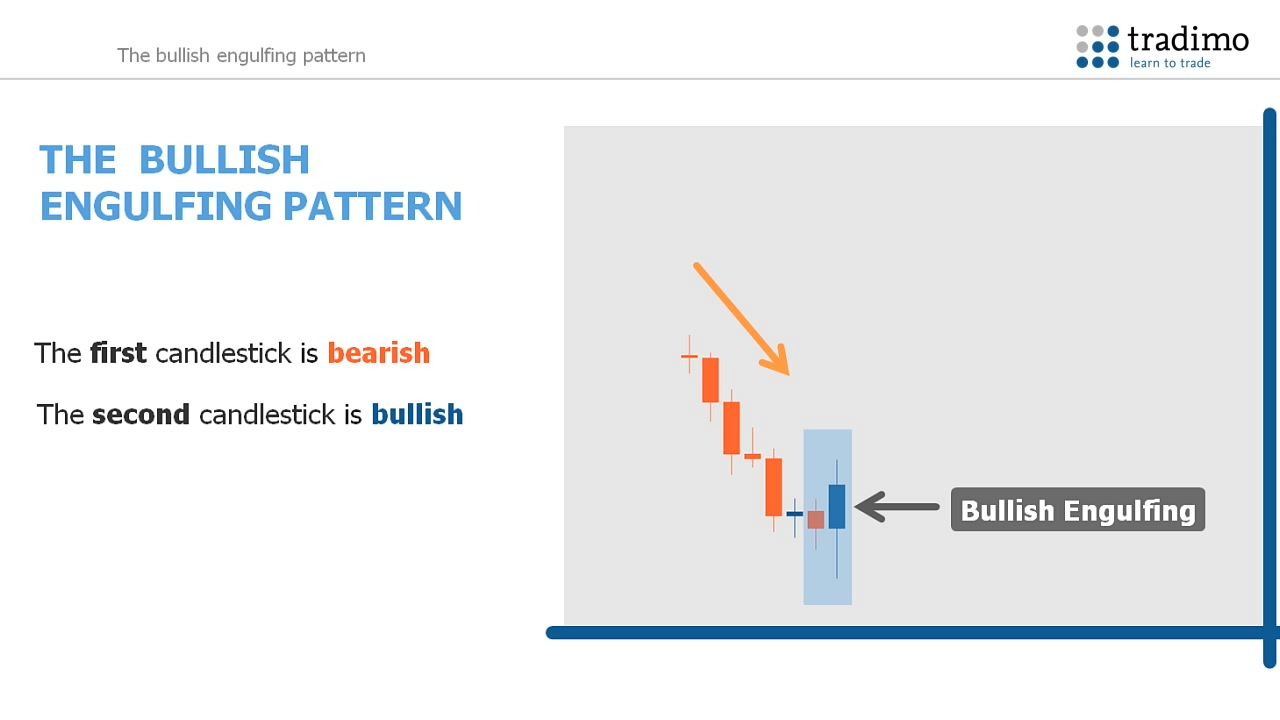 The bullish engulfing pattern
tradimo
learn to trade
THE BULLISH
ENGULFING PATTERN
The first candlestick is bearish
The second candlestick is bullish
Bullish Engulfing